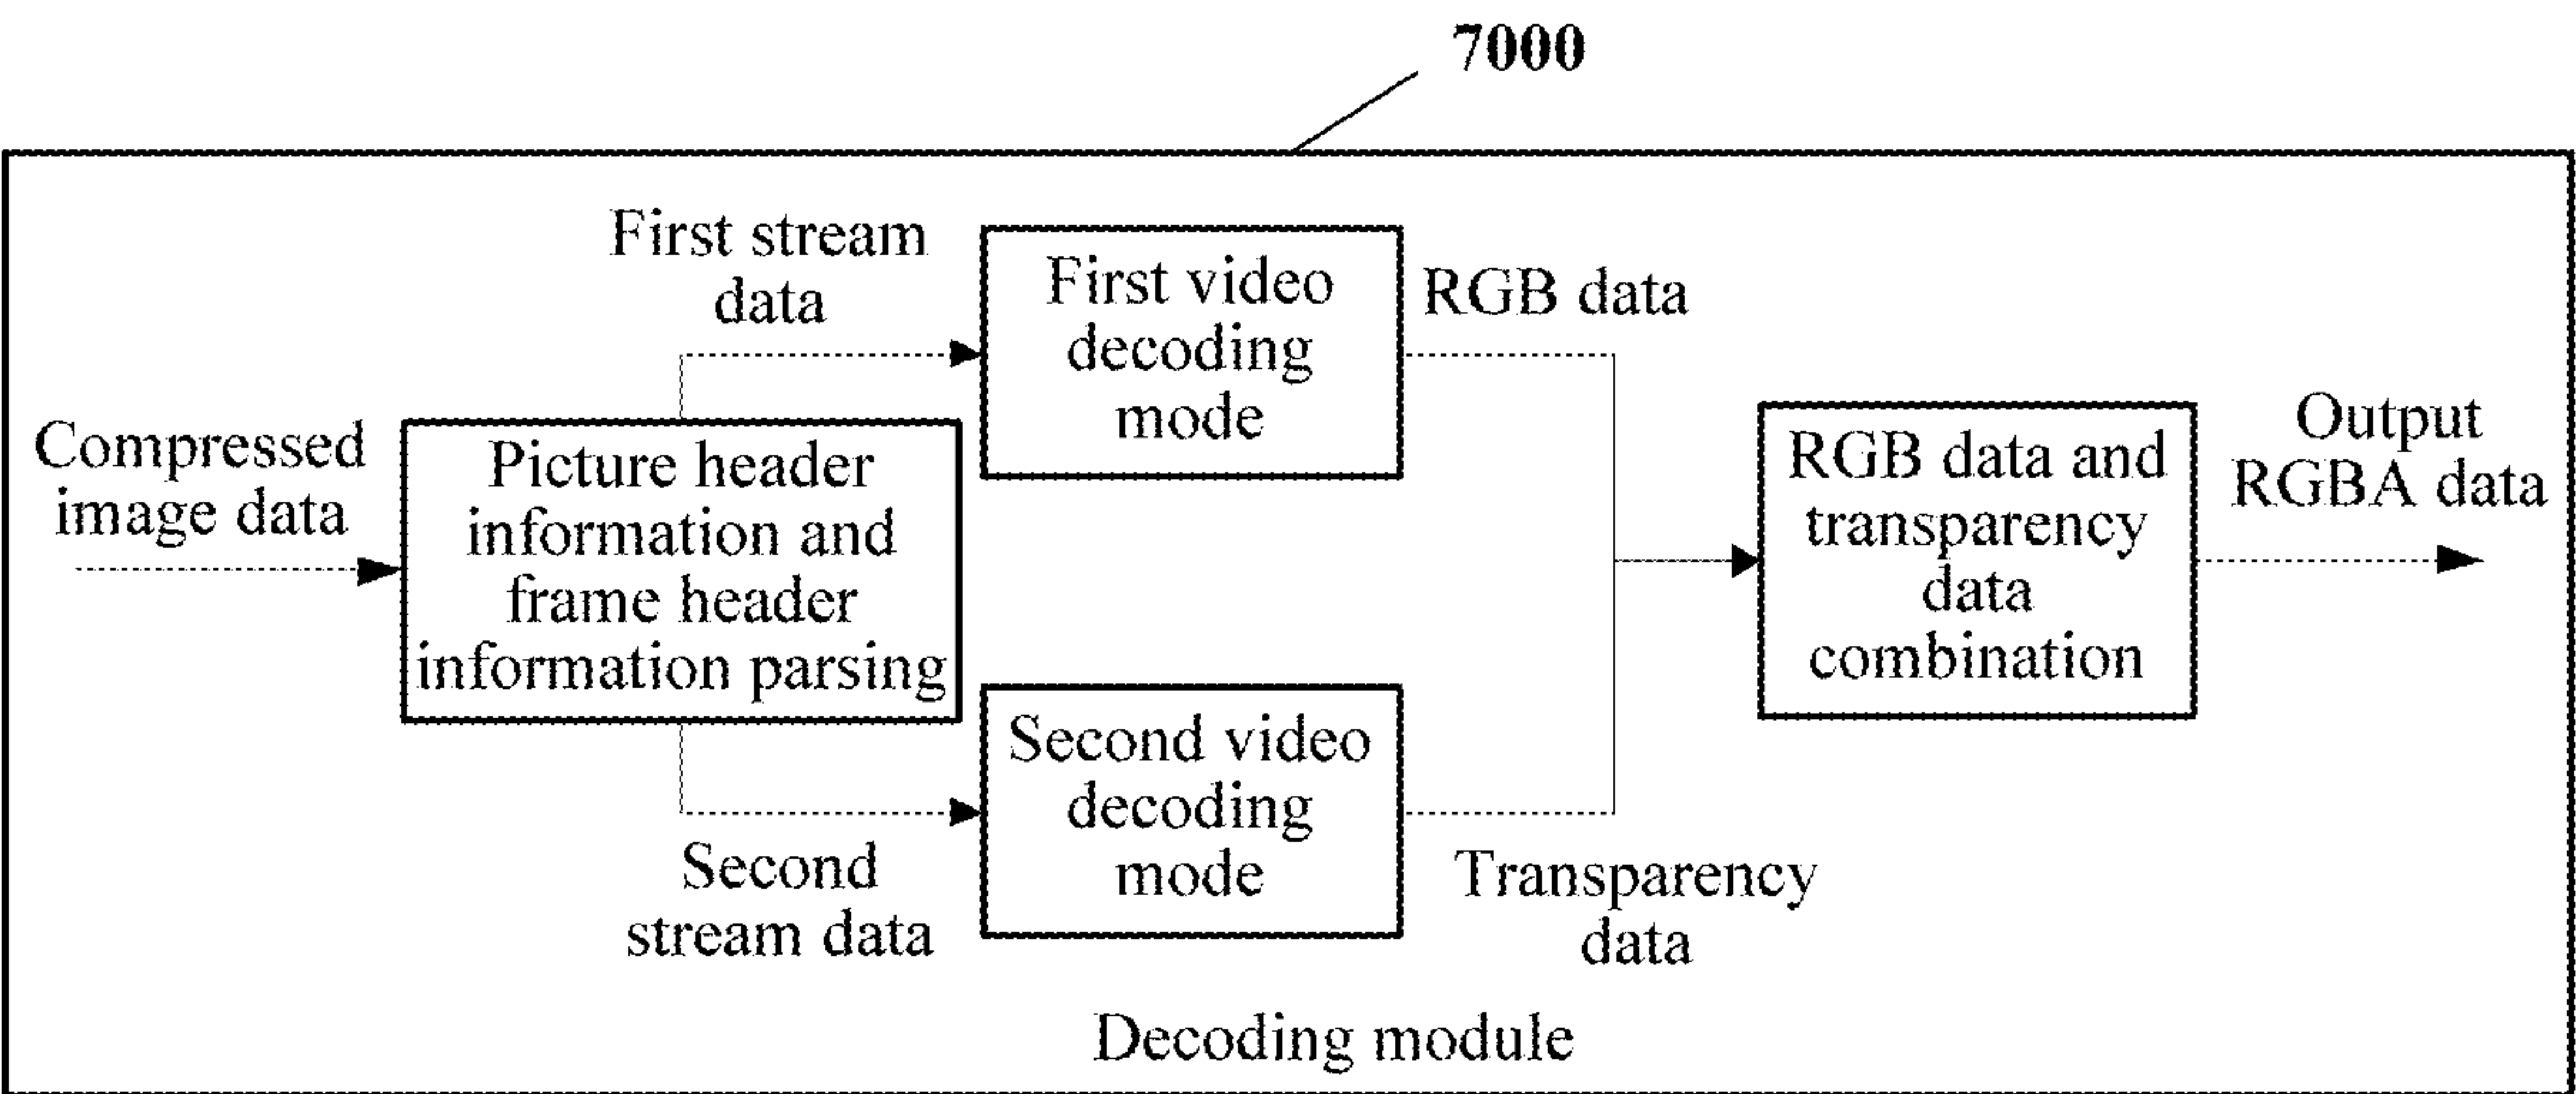 7000
First stream
data
First video
decoding
mode
RGB data
Compressed
image data
Picture header
information and
frame header
information parsing
RGB data and
transparency
data
combination
Output
RGBA data
Second
stream data
Second video
decoding
mode
Transparency
data
Decoding module